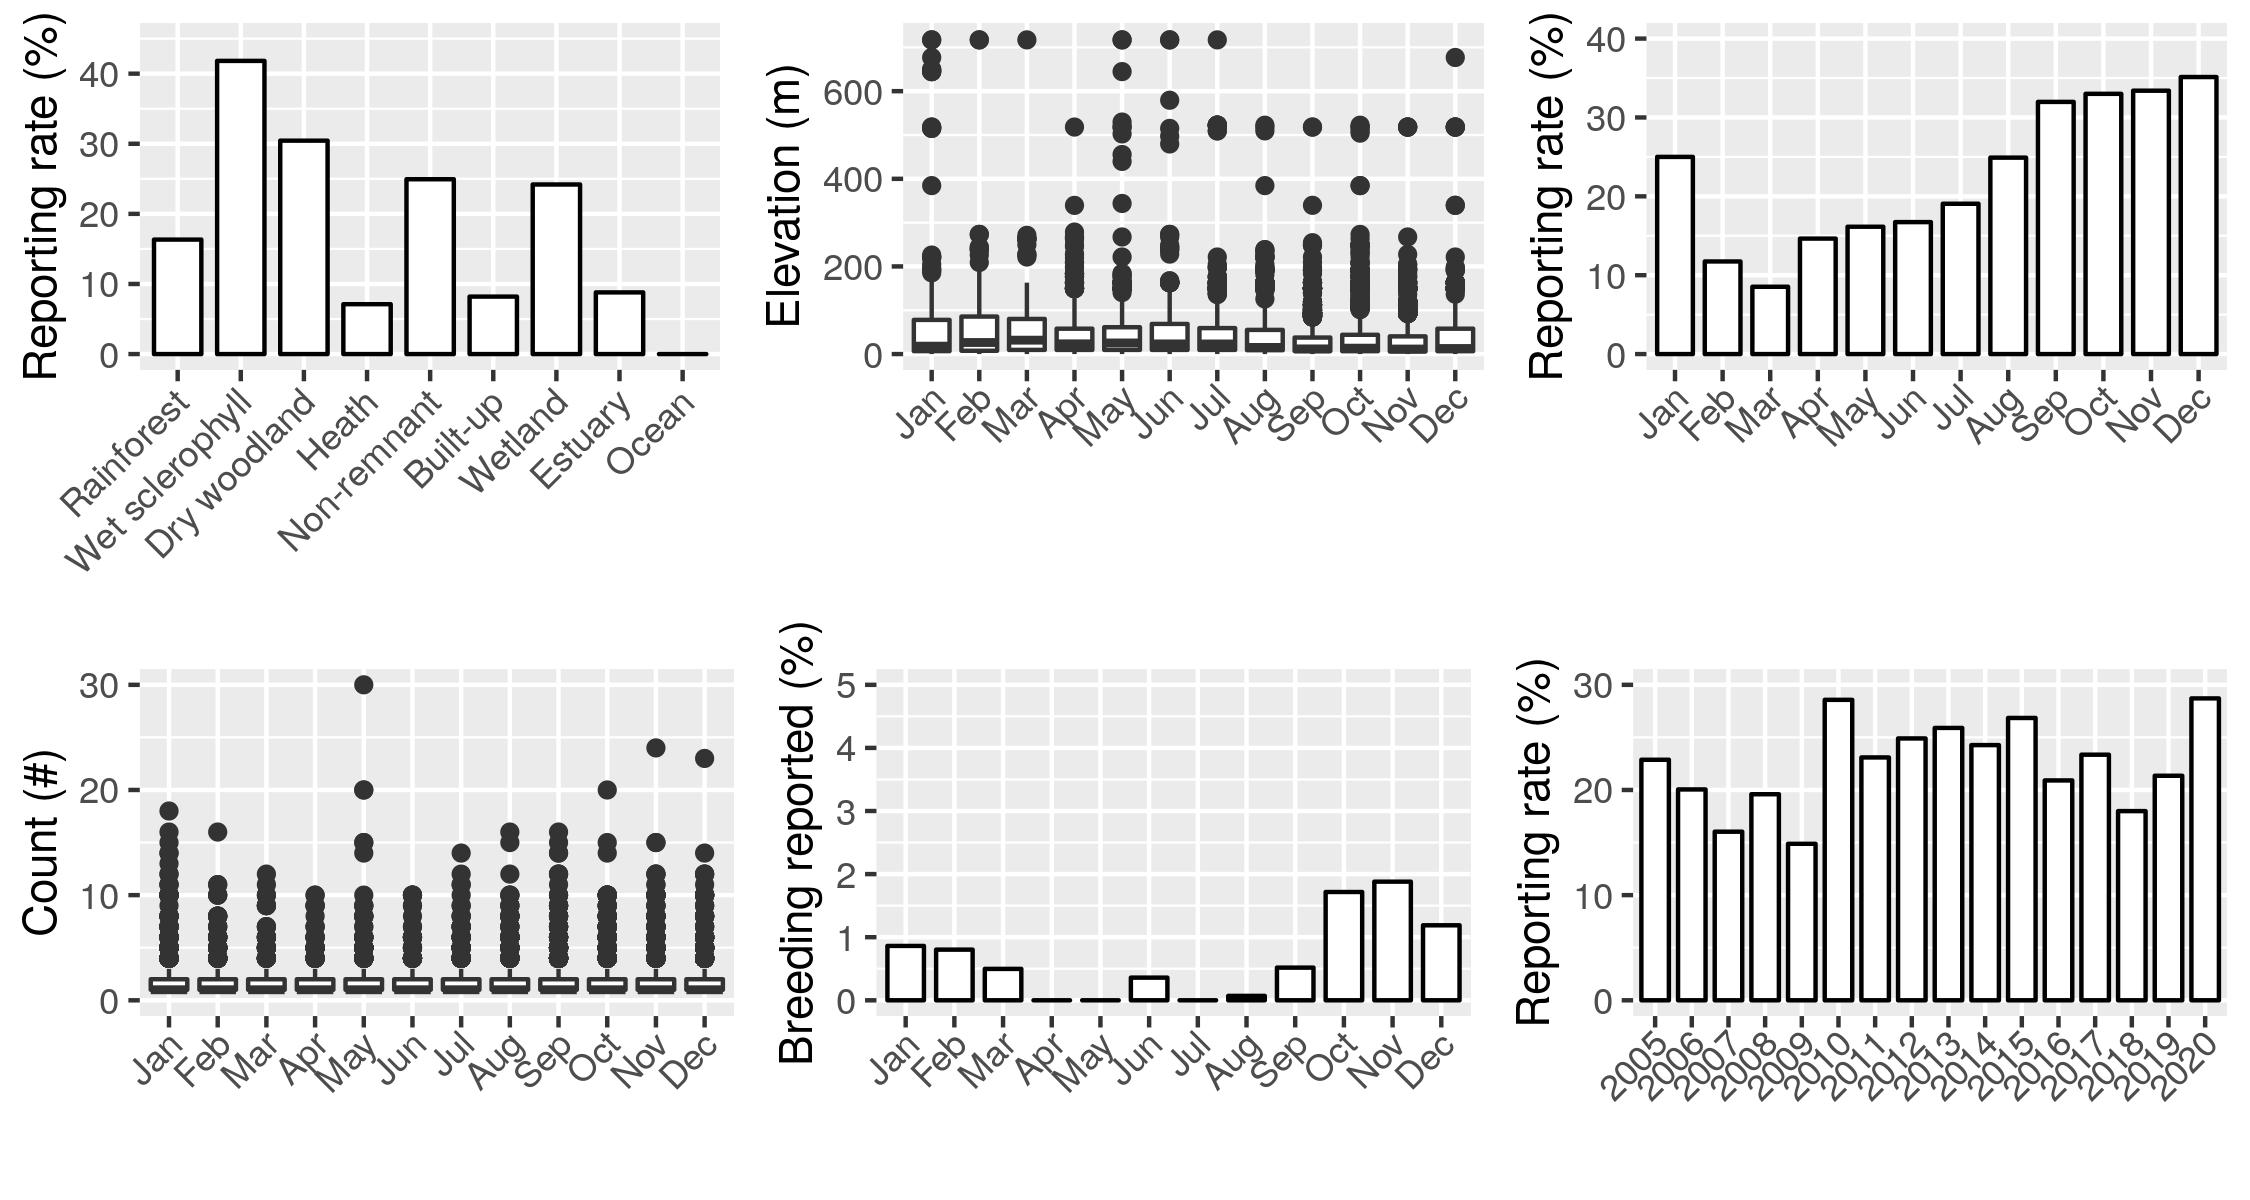 Reporting rate (%)
40
30
20
10
0
Rainforest
Wet sclerophyll
Dry woodland
Heath
Non-remnant
Built-up
Wetland
Estuary
Ocean
Elevation (m)
600
400
200
0
Jan
Feb
Mar
Apr
May
Jun
Jul
Aug
Sep
Oct
Nov
Dec
Reporting rate (%)
40
30
20
10
0
Jan
Feb
Mar
Apr
May
Jun
Jul
Aug
Sep
Oct
Nov
Dec
Count (#)
30
20
10
0
Jan
Feb
Mar
Apr
May
Jun
Jul
Aug
Sep
Oct
Nov
Dec
Breeding reported (%)
5
4
3
2
1
0
Jan
Feb
Mar
Apr
May
Jun
Jul
Aug
Sep
Oct
Nov
Dec
Reporting rate (%)
30
20
10
0
2005
2006
2007
2008
2009
2010
2011
2012
2013
2014
2015
2016
2017
2018
2019
2020